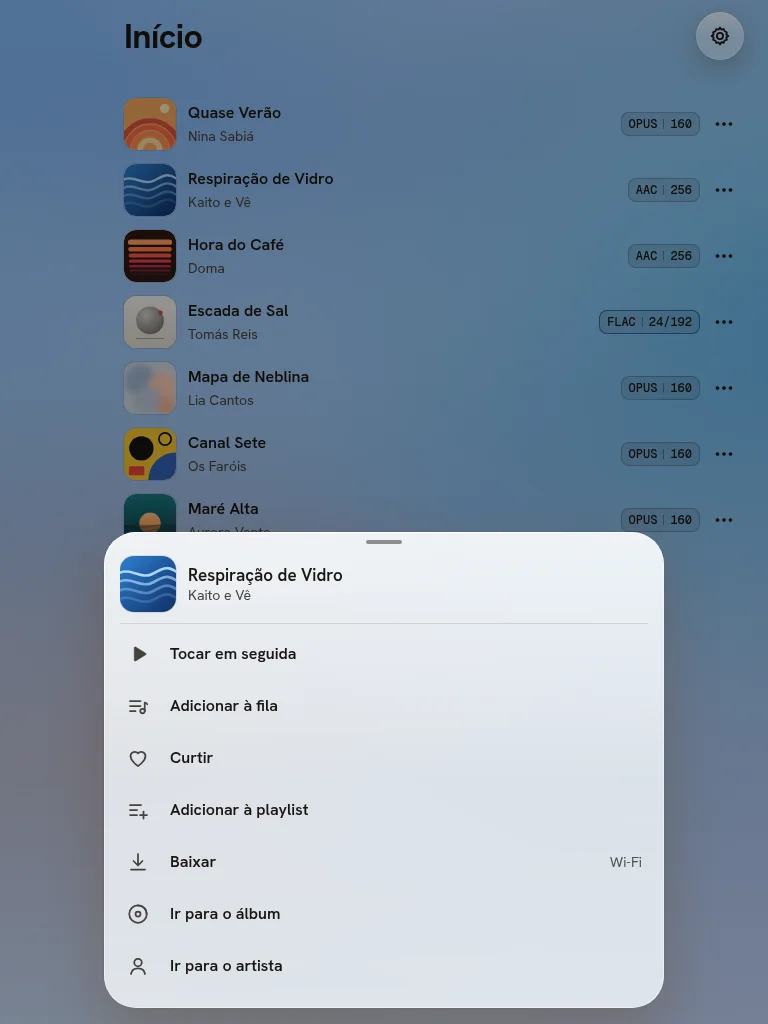 Início
Quase Verão
Nina Sabiá
OPUS | 160
Respiração de Vidro
Kaito e Vê
AAC | 256
Hora do Café
Doma
AAC | 256
Escada de Sal
Tomás Reis
FLAC | 24/192
Mapa de Neblina
Lia Cantos
OPUS | 160
Canal Sete
Os Faróis
OPUS | 160
Maré Alta
Aurora Vento
OPUS | 160
Respiração de Vidro
Kaito e Vê
Tocar em seguida
Adicionar à fila
Curtir
Adicionar à playlist
Baixar
Wi-Fi
Ir para o álbum
Ir para o artista